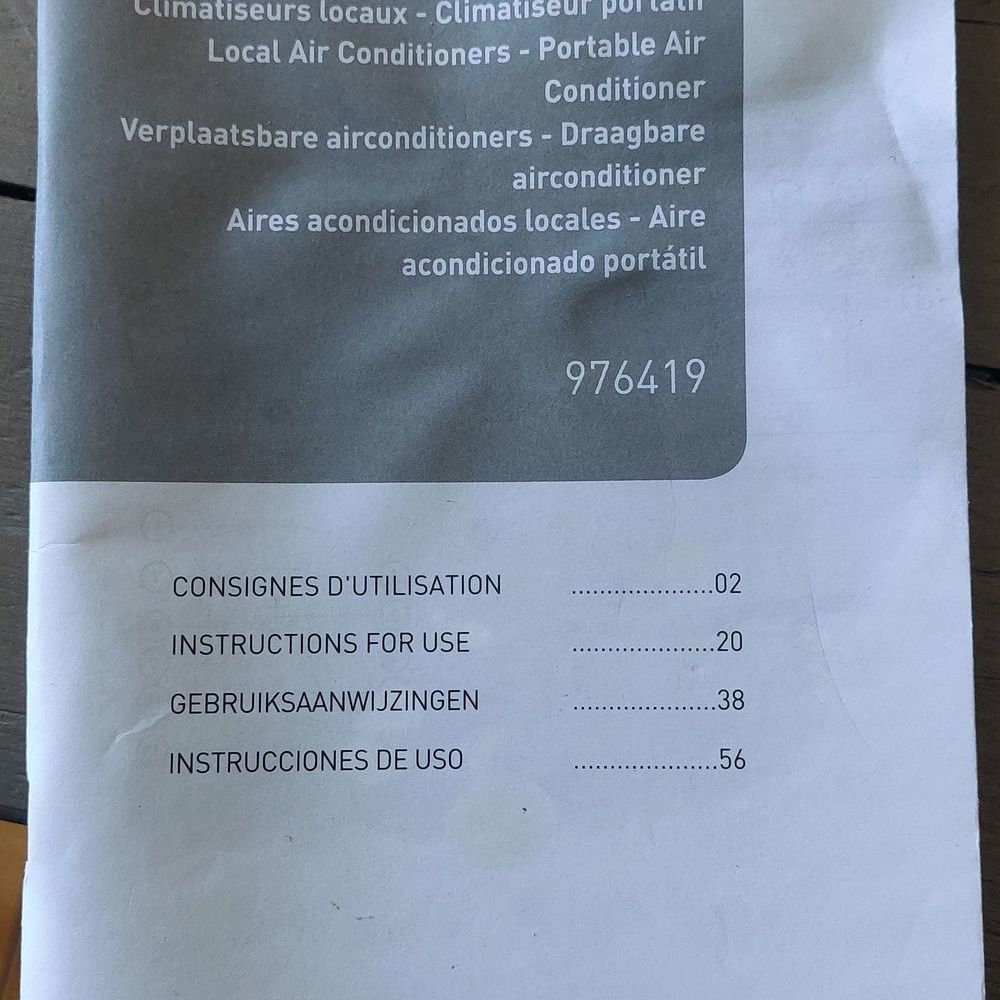 Climatiseurs locaux - Climatiseur portatif
Local Air Conditioners - Portable Air
Conditioner
Verplaatsbare airconditioners - Draagbare
airconditioner
Aires acondicionados locales - Aire
acondicionado portátil
976419
CONSIGNES D'UTILISATION ....................02
INSTRUCTIONS FOR USE ....................20
GEBRUIKSAANWIJZINGEN ....................38
INSTRUCCIONES DE USO ....................56